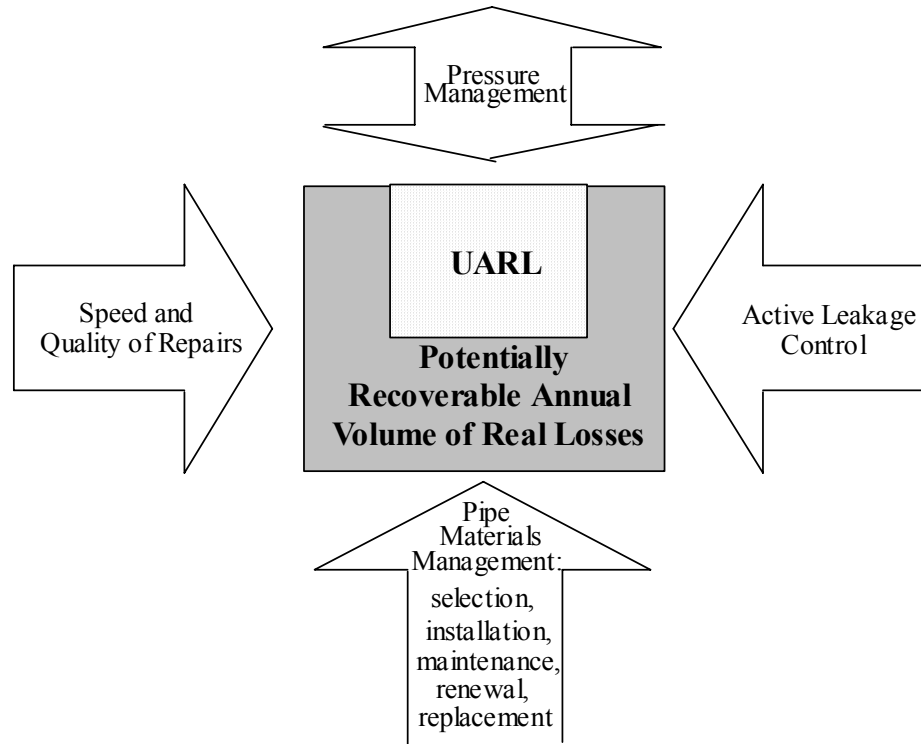 Pressure
Management
UARL
Speed and
Quality of Repairs
Active Leakage
Control
Potentially
Recoverable Annual
Volume of Real Losses
Pipe
Materials
Management:
selection,
installation,
maintenance,
renewal,
replacement